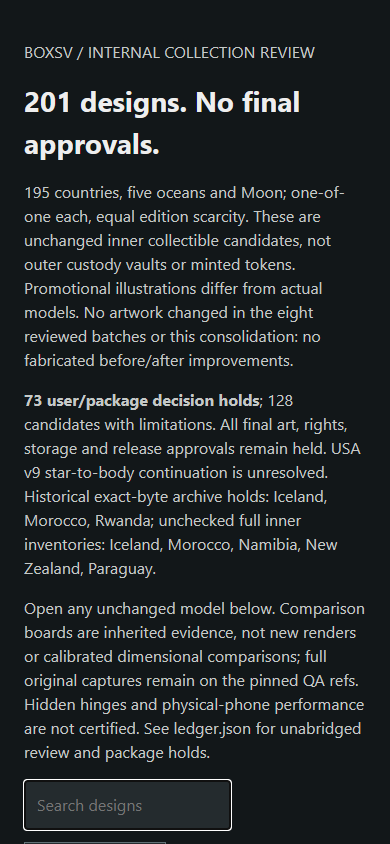 BOXSV / INTERNAL COLLECTION REVIEW
201 designs. No final
approvals.
195 countries, five oceans and Moon; one-of-
one each, equal edition scarcity. These are
unchanged inner collectible candidates, not
outer custody vaults or minted tokens.
Promotional illustrations differ from actual
models. No artwork changed in the eight
reviewed batches or this consolidation: no
fabricated before/after improvements.
73 user/package decision holds; 128
candidates with limitations. All final art, rights,
storage and release approvals remain held. USA
v9 star-to-body continuation is unresolved.
Historical exact-byte archive holds: Iceland,
Morocco, Rwanda; unchecked full inner
inventories: Iceland, Morocco, Namibia, New
Zealand, Paraguay.
Open any unchanged model below. Comparison
boards are inherited evidence, not new renders
or calibrated dimensional comparisons; full
original captures remain on the pinned QA refs.
Hidden hinges and physical-phone performance
are not certified. See ledger.json for unabridged
review and package holds.
Search designs